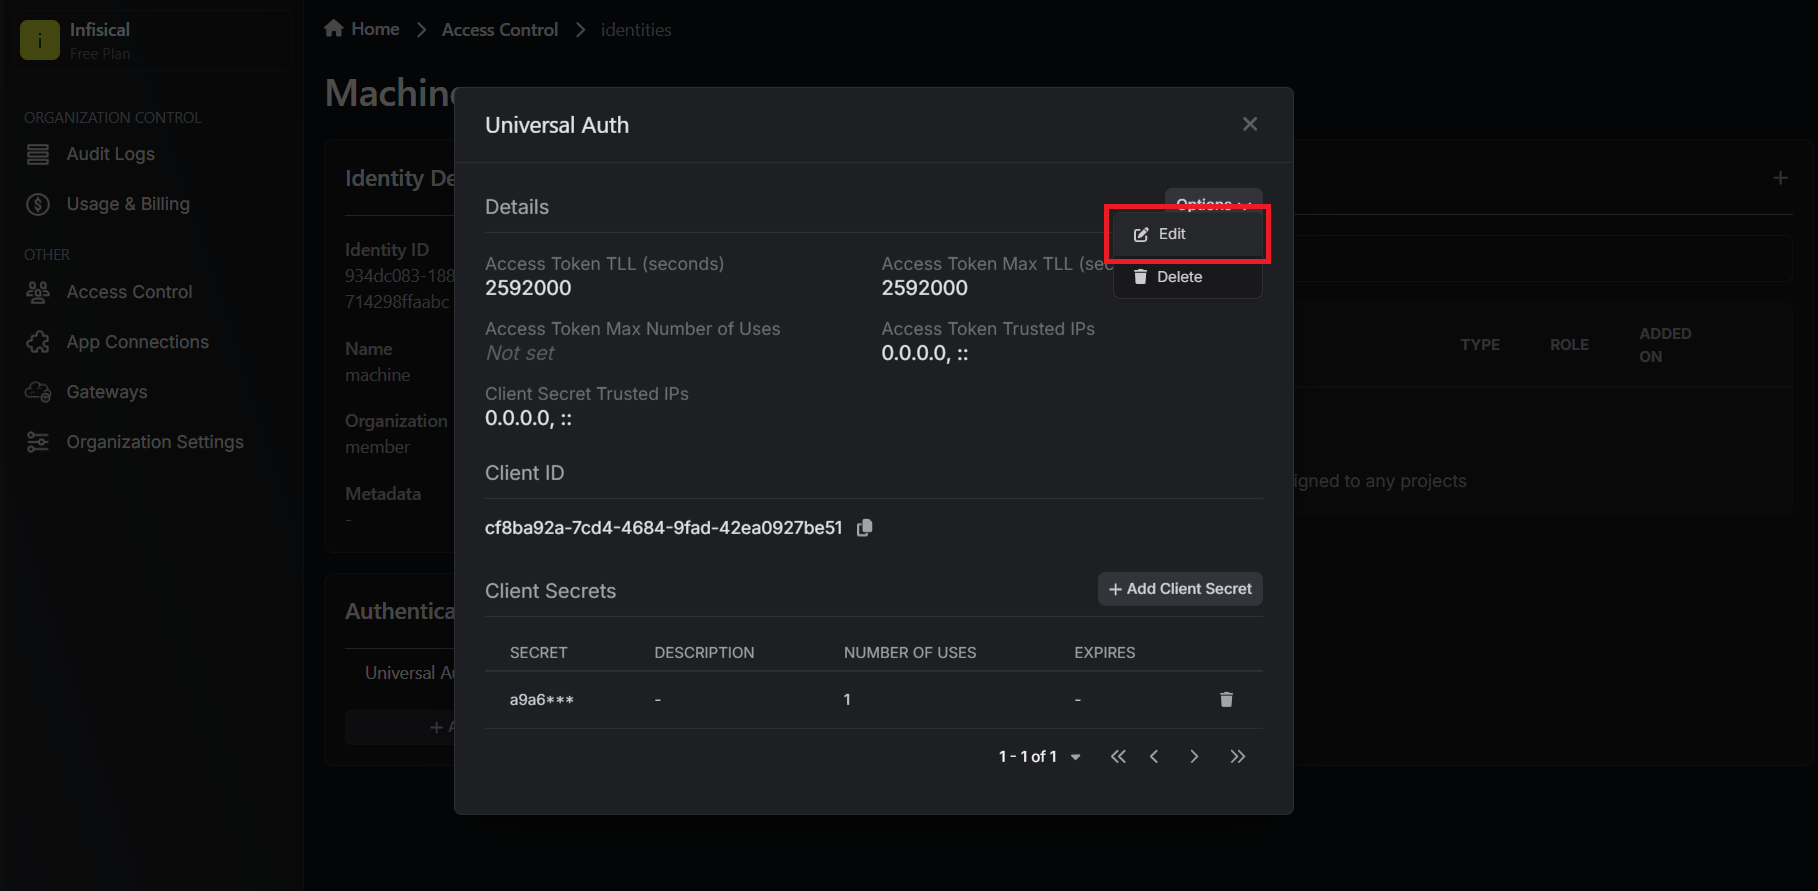 i
Infisical
Free Plan
Home
Access Control
identities
ORGANIZATION CONTROL
Audit Logs
Usage & Billing
OTHER
Access Control
App Connections
Gateways
Organization Settings
Identity ID
934dc083-188
714298ffaabc
Name
machine
Organization
member
Metadata
-
Universal Auth
Details
Options
Edit
Delete
Access Token TLL (seconds)
2592000
Access Token Max TLL
2592000
Access Token Max Number of Uses
Not set
Access Token Trusted IPs
0.0.0.0, ::
Client Secret Trusted IPs
0.0.0.0, ::
Client ID
cf8ba92a-7cd4-4684-9fad-42ea0927be51
Client Secrets
Add Client Secret
SECRET DESCRIPTION NUMBER OF USES EXPIRES
a9a6*** - 1 -
1 - 1 of 1
TYPE ROLE ADDED ON
to any projects
Identity
Universal